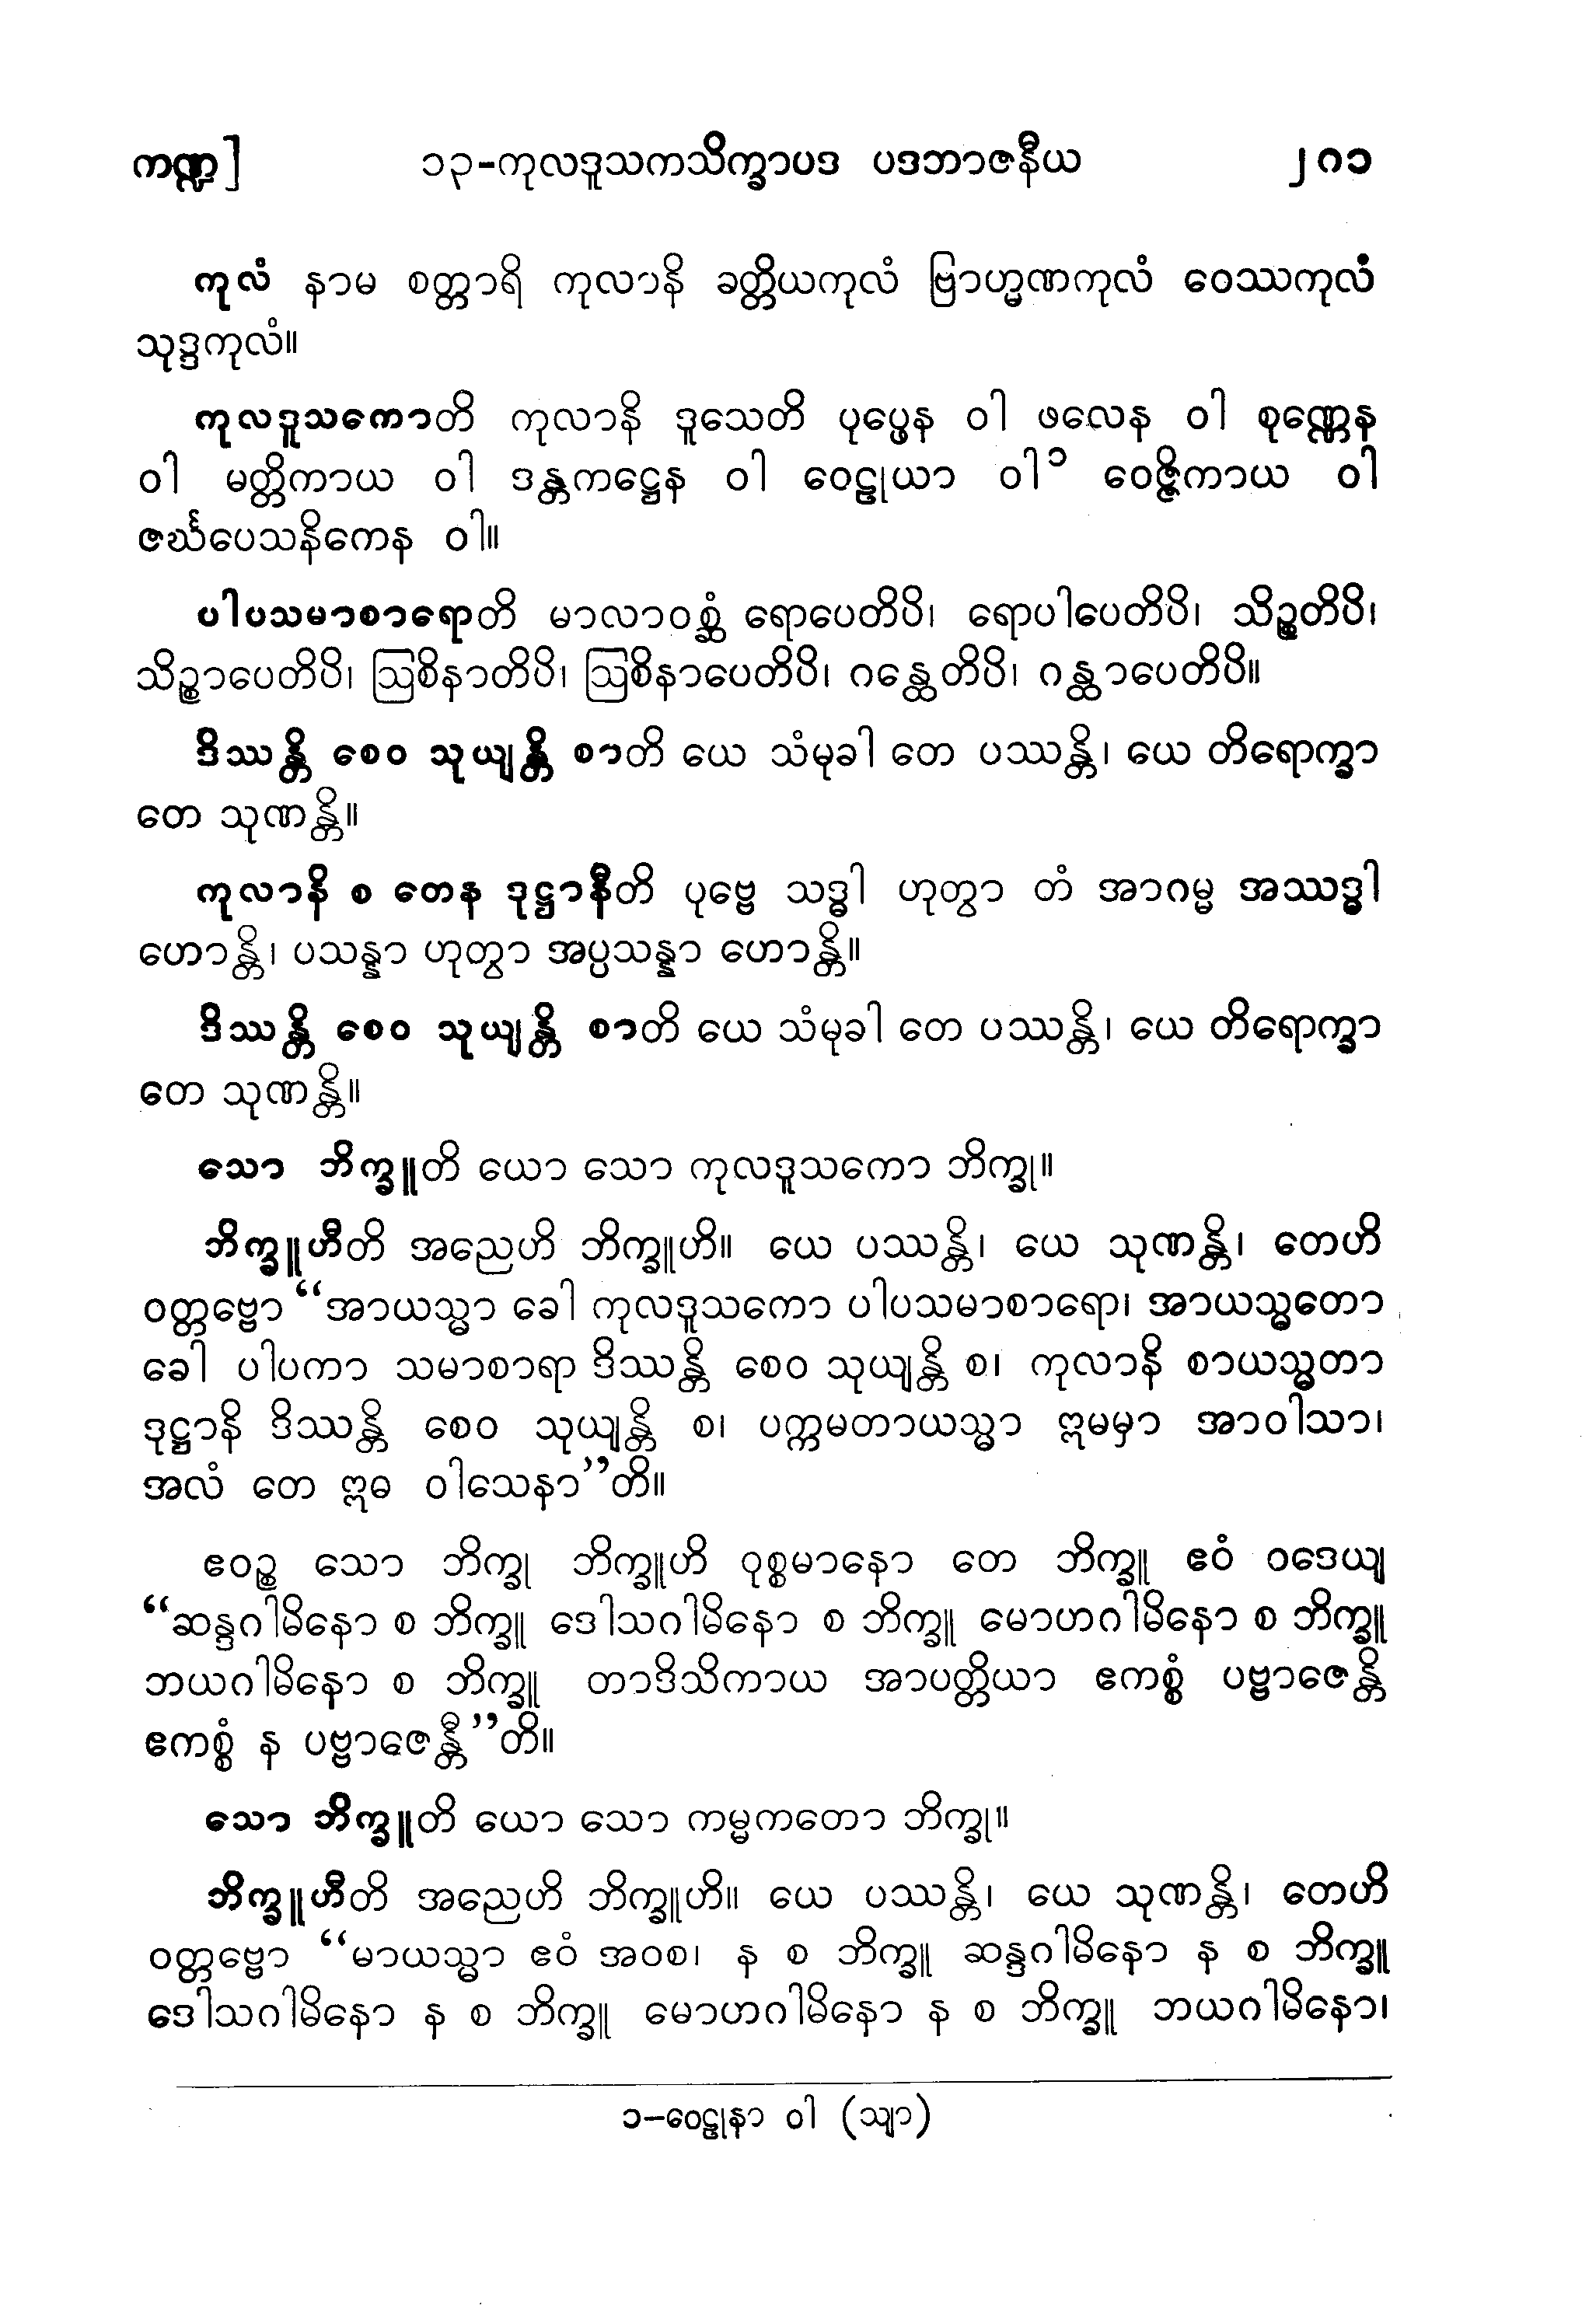 ကဏ္ဍ] ၁၃-ကုလဒူသကသိက္ခာပဒ ပဒဘာဇနီယ ၂၇၁
ကုလံ နာမ စတ္တာရိ ကုလာနိ ခတ္တိယကုလံ ဗြာဟ္မဏကုလံ ဝေဿကုလံ
သုဒ္ဒကုလံ။
ကုလဒူသကောတိ ကုလာနိ ဒူသေတိ ပုပ္ဖေန ဝါ ဖလေန ဝါ စုဏ္ဏေန
ဝါ မတ္တိကာယ ဝါ ဒန္တကဋ္ဌေန ဝါ ဝေဠုယာ ဝါ၁ ဝေဇ္ဇိကာယ ဝါ
ဇင်္ဃပေသနိကေန ဝါ။
ပါပသမာစာရောတိ မာလာဝစ္ဆံ ရောပေတိပိ၊ ရောပါပေတိပိ၊ သိဉ္စတိပိ၊
သိဉ္စာပေတိပိ၊ ဩစိနာတိပိ၊ ဩစိနာပေတိပိ၊ ဂန္ထေတိပိ၊ ဂန္ထာပေတိပိ။
ဒိဿန္တိ စေဝ သုယျန္တိ စာတိ ယေ သံမုခါ တေ ပဿန္တိ၊ ယေ တိရောက္ခာ
တေ သုဏန္တိ။
ကုလာနိ စ တေန ဒုဋ္ဌာနီတိ ပုဗ္ဗေ သဒ္ဓါ ဟုတွာ တံ အာဂမ္မ အဿဒ္ဓါ
ဟောန္တိ၊ ပသန္နာ ဟုတွာ အပ္ပသန္နာ ဟောန္တိ။
ဒိဿန္တိ စေဝ သုယျန္တိ စာတိ ယေ သံမုခါ တေ ပဿန္တိ၊ ယေ တိရောက္ခာ
တေ သုဏန္တိ။
သော ဘိက္ခူတိ ယော သော ကုလဒူသကော ဘိက္ခု။
ဘိက္ခူဟီတိ အညေဟိ ဘိက္ခူဟိ။ ယေ ပဿန္တိ၊ ယေ သုဏန္တိ၊ တေဟိ
ဝတ္တဗ္ဗော “အာယသ္မာ ခေါ ကုလဒူသကော ပါပသမာစာရော၊ အာယသ္မတော
ခေါ ပါပကာ သမာစာရာ ဒိဿန္တိ စေဝ သုယျန္တိ စ၊ ကုလာနိ စာယသ္မတာ
ဒုဋ္ဌာနိ ဒိဿန္တိ စေဝ သုယျန္တိ စ၊ ပက္ကမတာယသ္မာ ဣမမှာ အာဝါသာ၊
အလံ တေ ဣဓ ဝါသေနာ”တိ။
ဧဝဉ္စ သော ဘိက္ခု ဘိက္ခူဟိ ဝုစ္စမာနော တေ ဘိက္ခူ ဧဝံ ဝဒေယျ
“ဆန္ဒဂါမိနော စ ဘိက္ခူ ဒေါသဂါမိနော စ ဘိက္ခူ မောဟဂါမိနော စ ဘိက္ခူ
ဘယဂါမိနော စ ဘိက္ခူ တာဒိသိကာယ အာပတ္တိယာ ဧကစ္စံ ပဗ္ဗာဇေန္တိ
ဧကစ္စံ န ပဗ္ဗာဇေန္တီ”တိ။
သော ဘိက္ခူတိ ယော သော ကမ္မကတော ဘိက္ခု။
ဘိက္ခူဟီတိ အညေဟိ ဘိက္ခူဟိ။ ယေ ပဿန္တိ၊ ယေ သုဏန္တိ၊ တေဟိ
ဝတ္တဗ္ဗော “မာယသ္မာ ဧဝံ အဝစ၊ န စ ဘိက္ခူ ဆန္ဒဂါမိနော န စ ဘိက္ခူ
ဒေါသဂါမိနော န စ ဘိက္ခူ မောဟဂါမိနော န စ ဘိက္ခူ ဘယဂါမိနော၊
၁-ဝေဠုနာ ဝါ (သျာ)